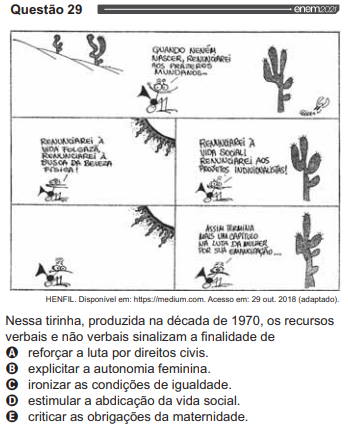 Questão 29
enem2021
QUANDO NENÉM
NASCER, RENUNCIAREI
AOS PRAZERES
MUNDANOS...
RENUNCIAREI À
VIDA FOLGAZÃ,
RENUNCIAREI À
BUSCA DA BELEZA
FÍSICA!
RENUNCIAREI À
VIDA SOCIAL!
RENUNCIAREI AOS
PROJETOS INDIVIDUALISTAS!
ASSIM TERMINA
MAIS UM CAPÍTULO
NA LUTA DA MULHER
POR SUA EMANCIPAÇÃO...
HENFIL. Disponível em: https://medium.com. Acesso em: 29 out. 2018 (adaptado).
Nessa tirinha, produzida na década de 1970, os recursos
verbais e não verbais sinalizam a finalidade de
A reforçar a luta por direitos civis.
B explicitar a autonomia feminina.
C ironizar as condições de igualdade.
D estimular a abdicação da vida social.
E criticar as obrigações da maternidade.